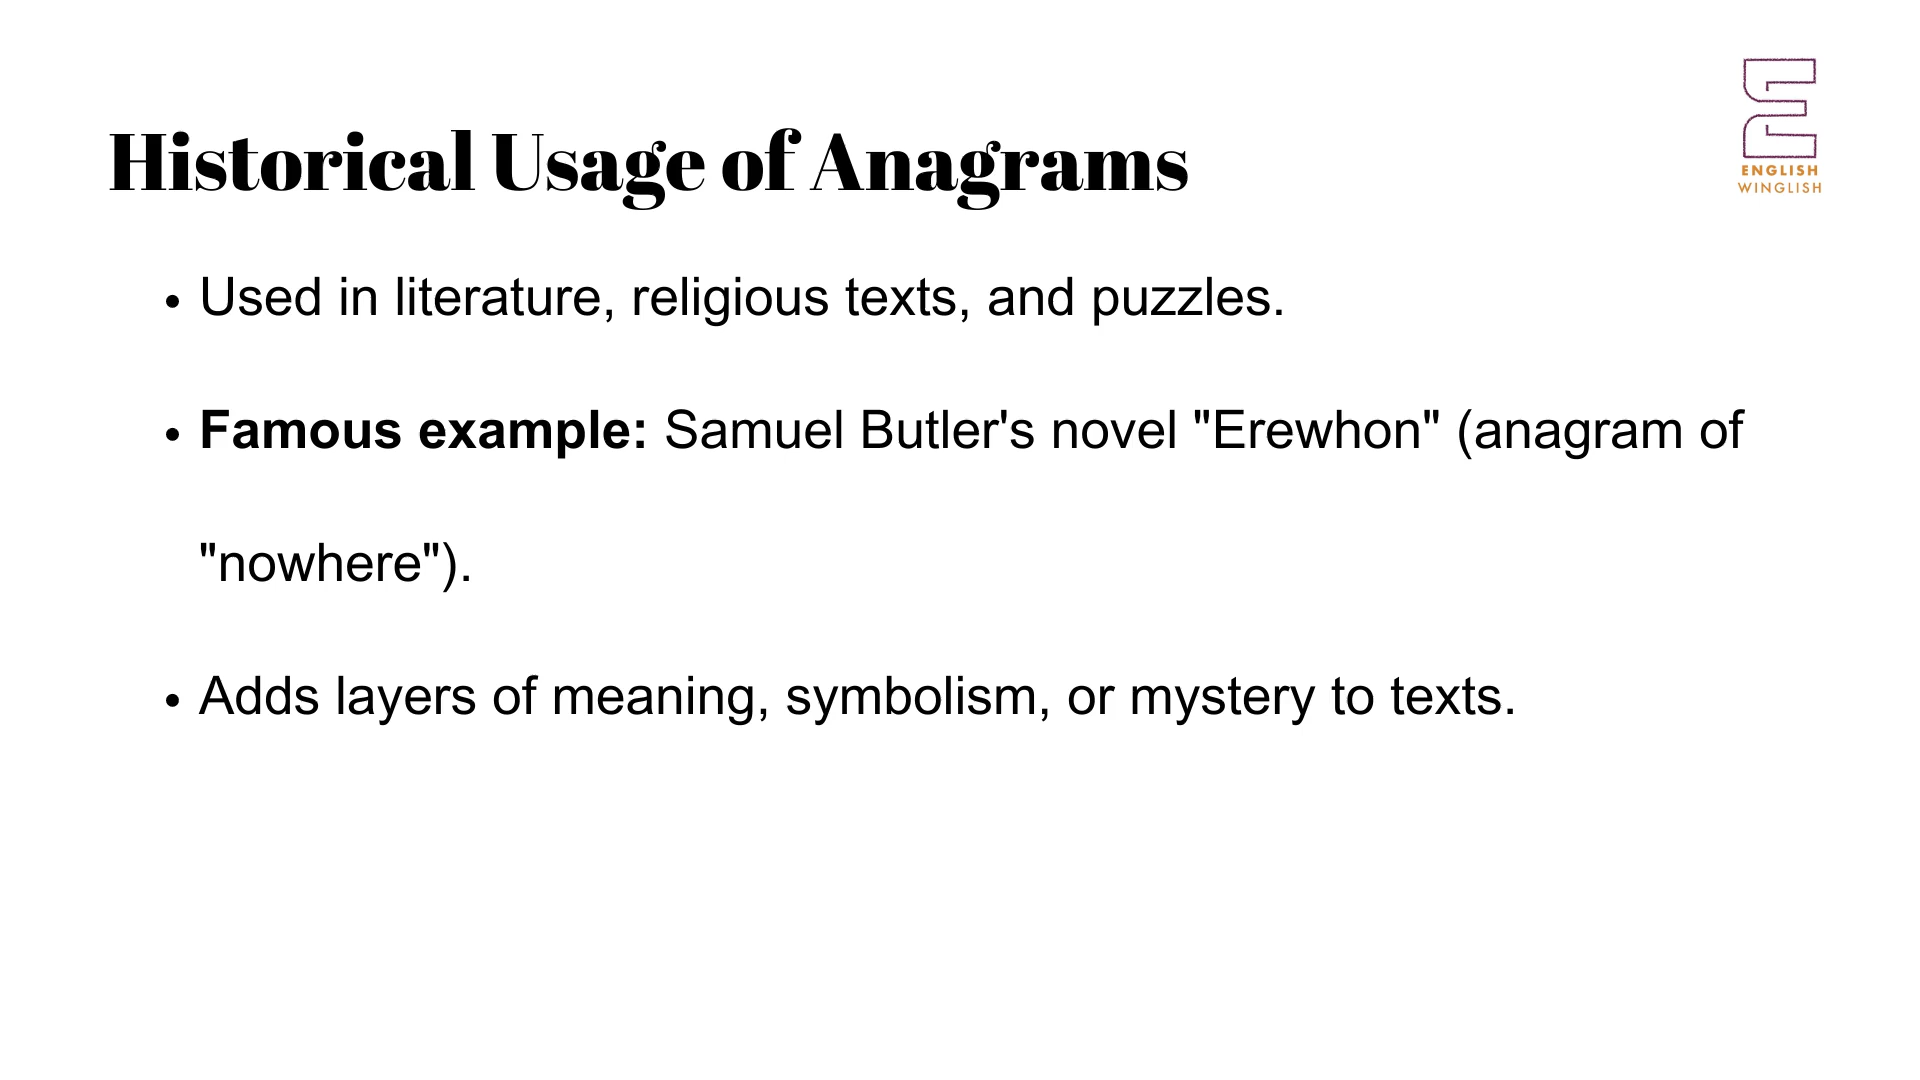 Historical Usage of Anagrams
ENGLISH
WINGLISH
• Used in literature, religious texts, and puzzles.
• Famous example: Samuel Butler's novel "Erewhon" (anagram of
"nowhere").
• Adds layers of meaning, symbolism, or mystery to texts.